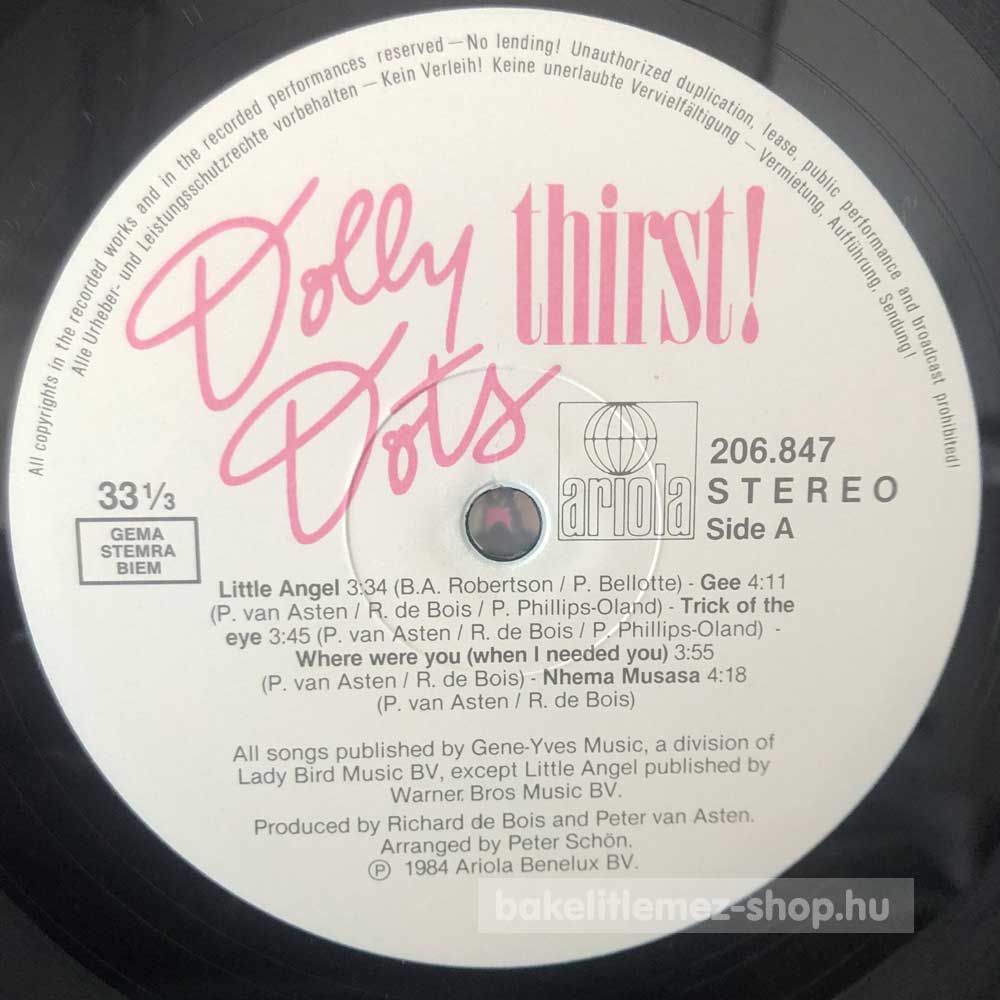 All copyrights in the recorded works and in the recorded performances reserved – No lending! Unauthorized duplication, lease, public performance and broadcast prohibited!
Alle Urheber- und Leistungsschutzrechte vorbehalten – Kein Verleih! Keine unerlaubte Vervielfältigung – Vermietung, Aufführung, Sendung!
Dolly thirst!
Dots
33 1/3
GEMA
STEMRA
BIEM
ariola
206.847
STEREO
Side A
Little Angel 3:34 (B.A. Robertson / P. Bellotte) - Gee 4:11
(P. van Asten / R. de Bois / P. Phillips-Oland) - Trick of the
eye 3:45 (P. van Asten / R. de Bois / P. Phillips-Oland) -
Where were you (when I needed you) 3:55
(P. van Asten / R. de Bois) - Nhema Musasa 4:18
(P. van Asten / R. de Bois)
All songs published by Gene-Yves Music, a division of
Lady Bird Music BV, except Little Angel published by
Warner. Bros Music BV.
Produced by Richard de Bois and Peter van Asten.
Arranged by Peter Schön.
℗ 1984 Ariola Benelux BV.
bakelitlemez-shop.hu